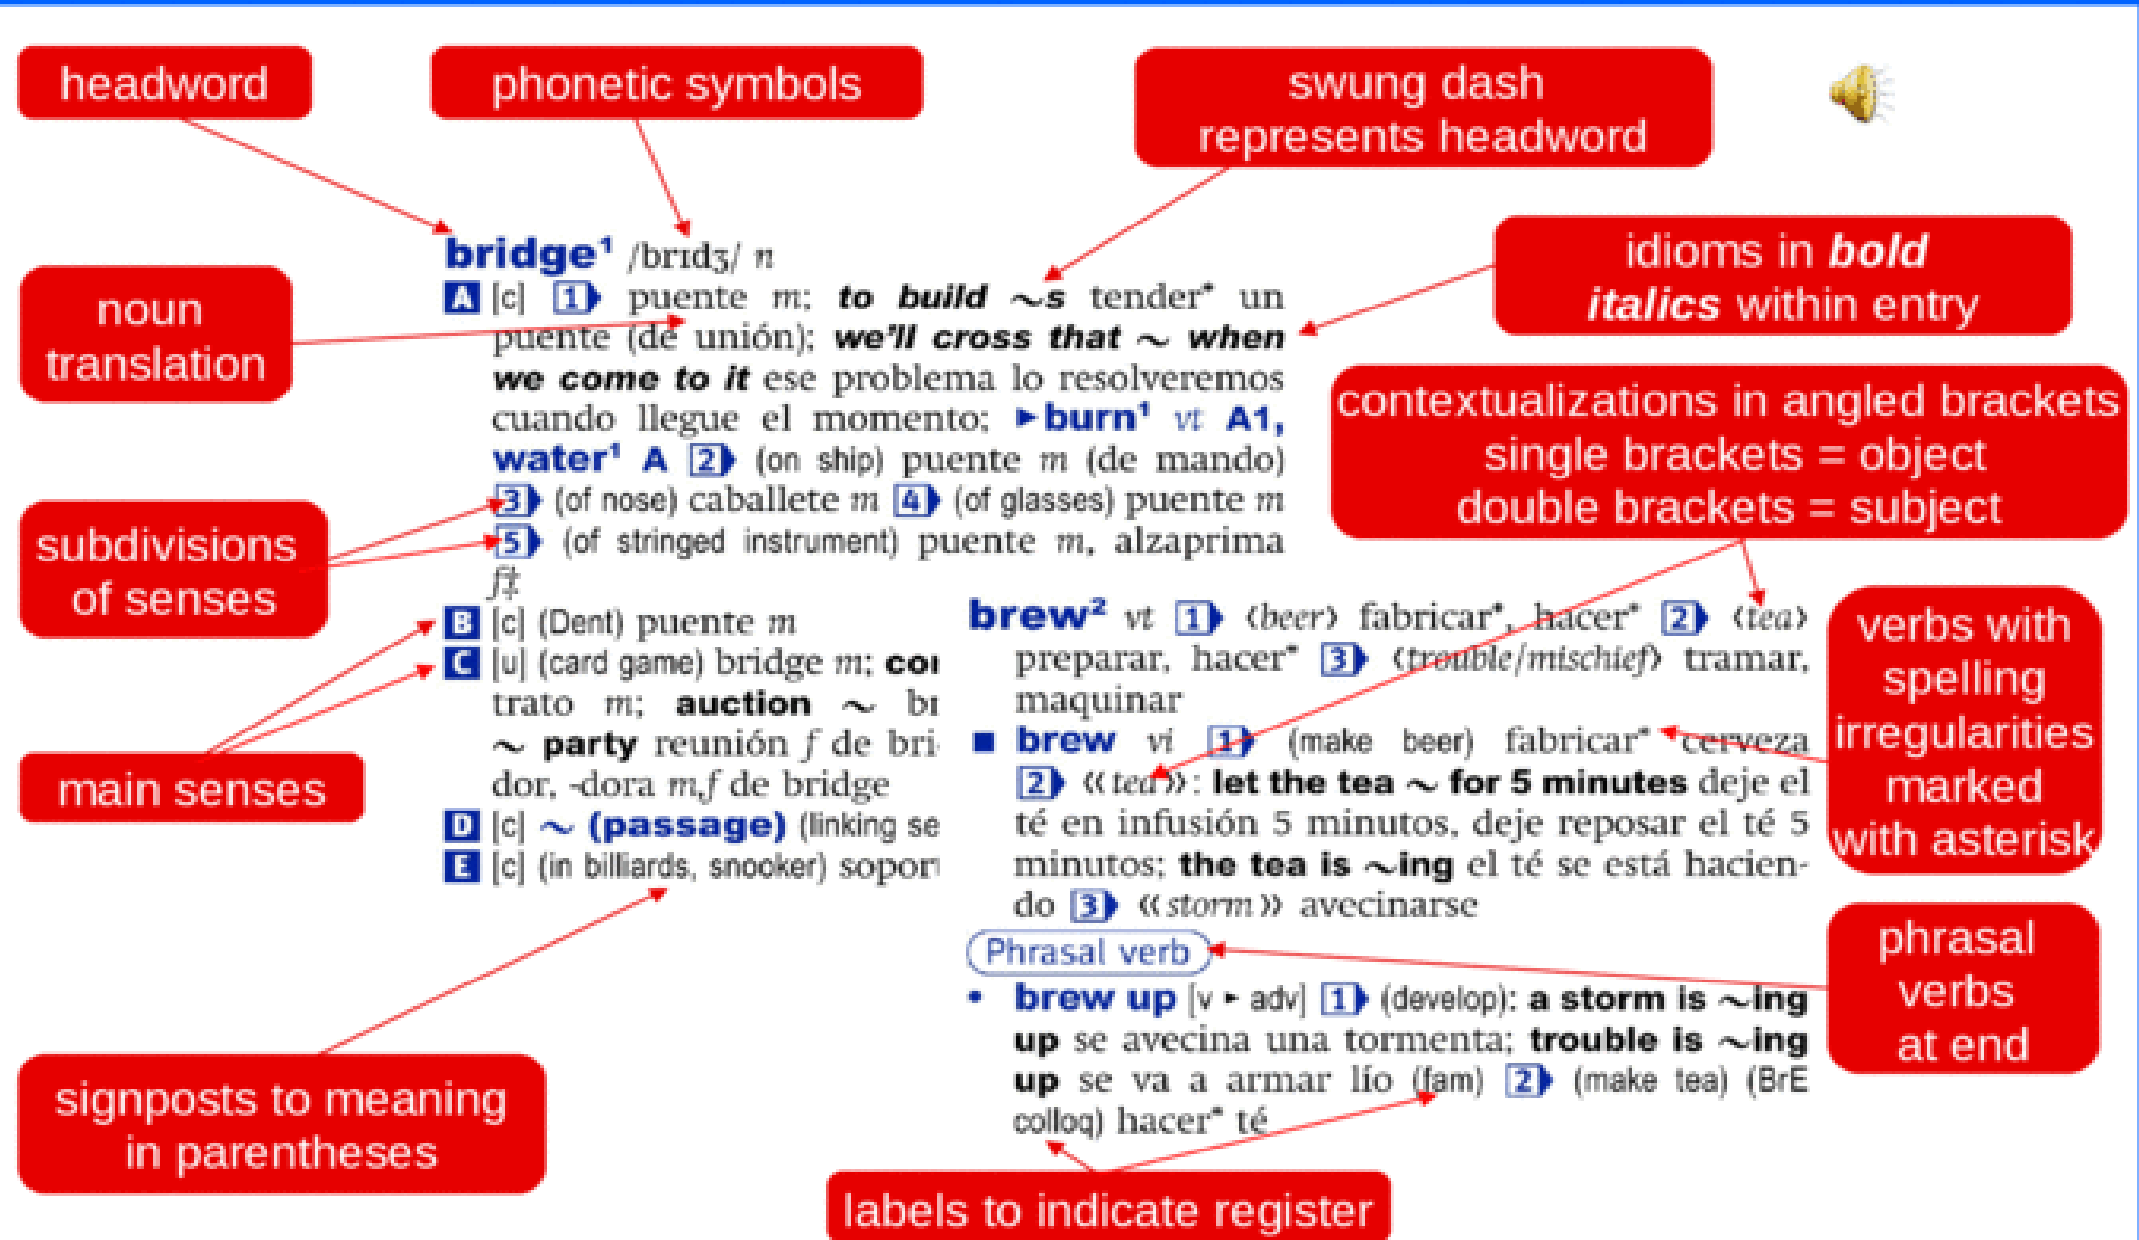 headword
phonetic symbols
swung dash
represents headword
idioms in bold
italics within entry
noun
translation
contextualizations in angled brackets
single brackets = object
double brackets = subject
subdivisions
of senses
main senses
verbs with
spelling
irregularities
marked
with asterisk
phrasal
verbs
at end
signposts to meaning
in parentheses
labels to indicate register
bridge¹ /brɪdʒ/ n
A [c] 1 puente m; to build ~s tender* un
puente (de unión); we'll cross that ~ when
we come to it ese problema lo resolveremos
cuando llegue el momento; ►burn¹ vt A1,
water¹ A 2 (on ship) puente m (de mando)
3 (of nose) caballete m 4 (of glasses) puente m
5 (of stringed instrument) puente m, alzaprima
f‡
B [c] (Dent) puente m
C [u] (card game) bridge m; con
trato m; auction ~ br
~ party reunión f de bri-
dor, -dora m,f de bridge
D [c] ~ (passage) (linking se
E [c] (in billiards, snooker) soport
brew² vt 1 ‹beer› fabricar*, hacer* 2 ‹tea›
preparar, hacer* 3 ‹trouble/mischief› tramar,
maquinar
■ brew vi 1 (make beer) fabricar* cerveza
2 «tea»: let the tea ~ for 5 minutes deje el
té en infusión 5 minutos, deje reposar el té 5
minutos; the tea is ~ing el té se está hacien-
do 3 «storm» avecinarse
Phrasal verb
• brew up [v ► adv] 1 (develop): a storm is ~ing
up se avecina una tormenta; trouble is ~ing
up se va a armar lío (fam) 2 (make tea) (BrE
colloq) hacer* té